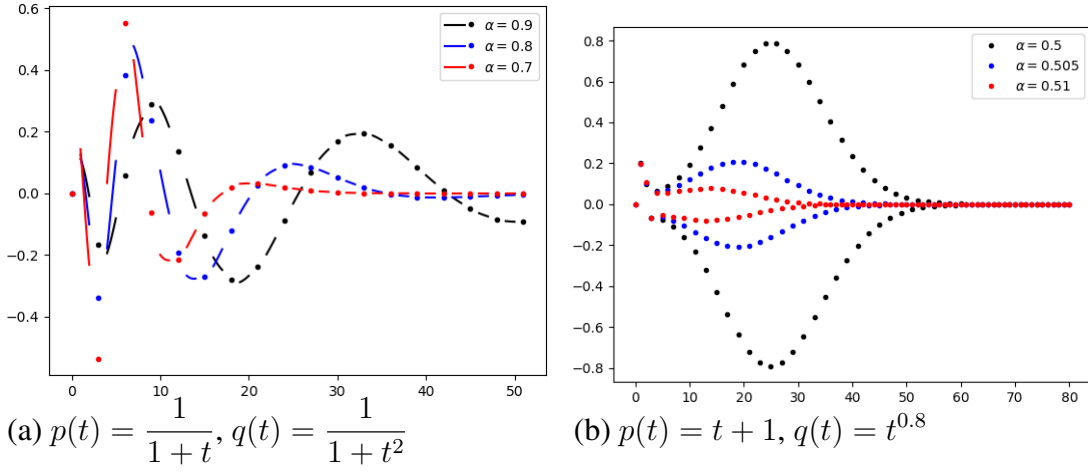 0.6
0.4
0.2
0.0
−0.2
−0.4
0 10 20 30 40 50
α = 0.9
α = 0.8
α = 0.7
(a) p(t) = 1/(1 + t), q(t) = 1/(1 + t²)
0.8
0.6
0.4
0.2
0.0
−0.2
−0.4
−0.6
−0.8
0 10 20 30 40 50 60 70 80
α = 0.5
α = 0.505
α = 0.51
(b) p(t) = t + 1, q(t) = t^0.8